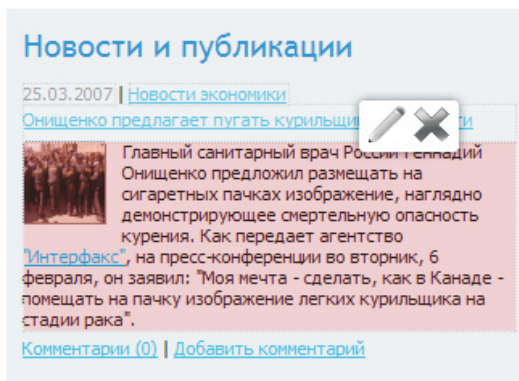 Новости и публикации
25.03.2007 | Новости экономики
Онищенко предлагает пугать курильщи
Главный санитарный врач России Геннадий
Онищенко предложил размещать на
сигаретных пачках изображение, наглядно
демонстрирующее смертельную опасность
курения. Как передает агентство
"Интерфакс", на пресс-конференции во вторник, 6
февраля, он заявил: "Моя мечта - сделать, как в Канаде -
помещать на пачку изображение легких курильщика на
стадии рака".
Комментарии (0) | Добавить комментарий